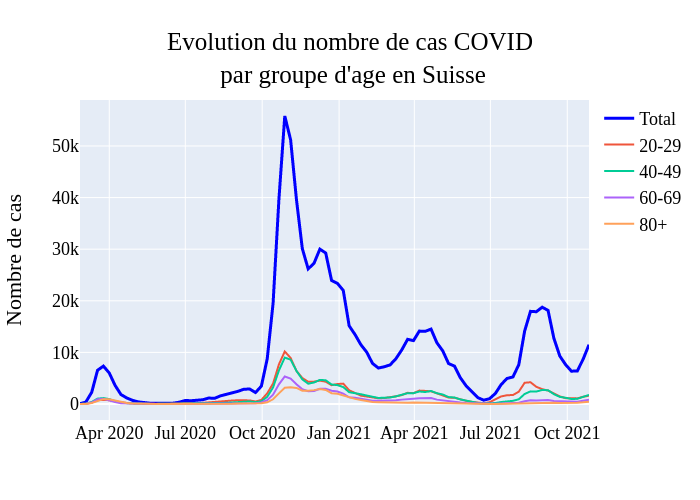 Evolution du nombre de cas COVID
par groupe d'age en Suisse
Nombre de cas
50k
40k
30k
20k
10k
0
Apr 2020
Jul 2020
Oct 2020
Jan 2021
Apr 2021
Jul 2021
Oct 2021
Total
20-29
40-49
60-69
80+